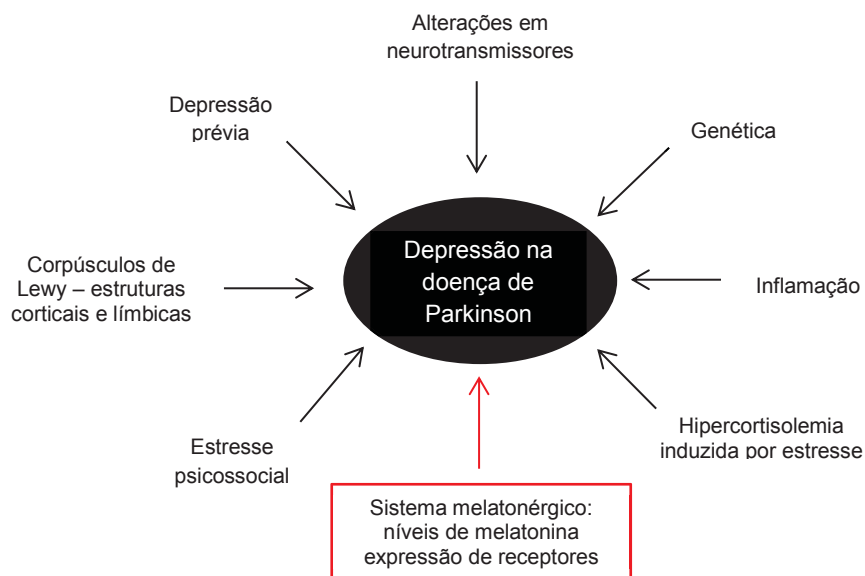 Alterações em
neurotransmissores
Depressão
prévia
Genética
Depressão na
doença de
Parkinson
Corpúsculos de
Lewy – estruturas
corticais e límbicas
Inflamação
Estresse
psicossocial
Hipercortisolemia
induzida por estresse
Sistema melatonérgico:
níveis de melatonina
expressão de receptores